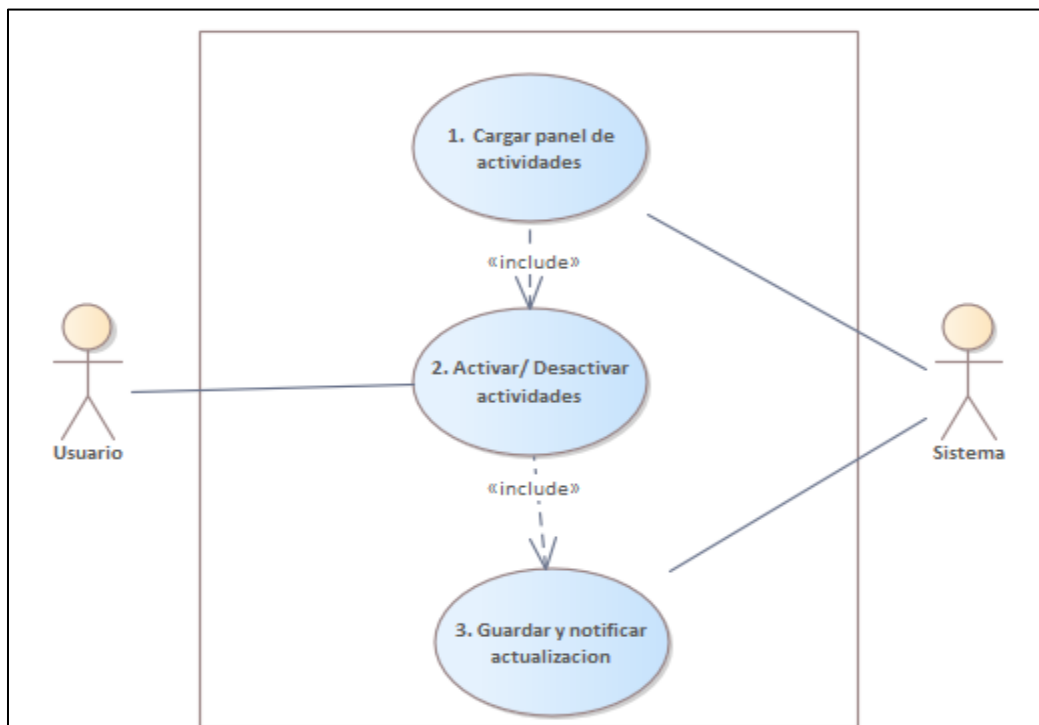 1. Cargar panel de
actividades
«include»
2. Activar/ Desactivar
actividades
Usuario
Sistema
«include»
3. Guardar y notificar
actualizacion